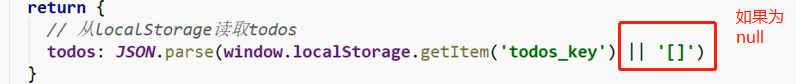 return {
// 从localStorage读取todos
todos: JSON.parse(window.localStorage.getItem('todos_key') || '[]')
}
如果为
null